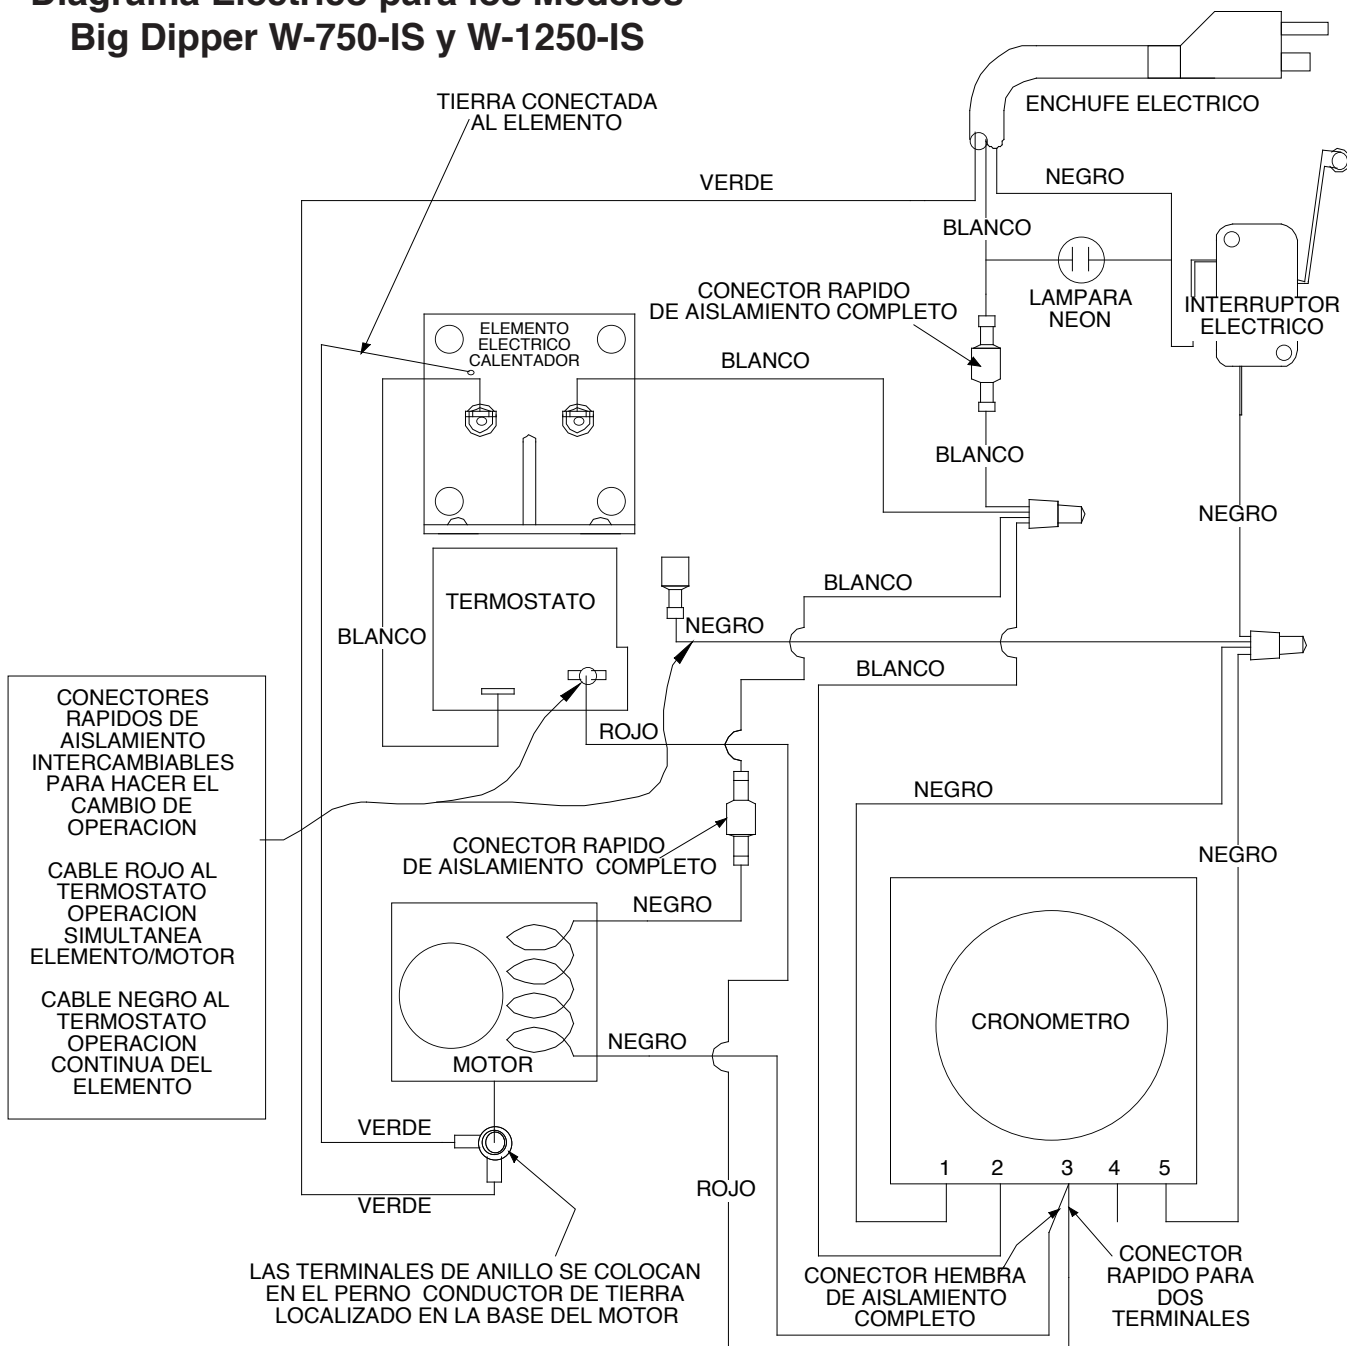 Diagrama Eléctrico para los Modelos
Big Dipper W-750-IS y W-1250-IS
TIERRA CONECTADA
AL ELEMENTO
ENCHUFE ELECTRICO
VERDE
NEGRO
BLANCO
CONECTOR RAPIDO
DE AISLAMIENTO COMPLETO
LAMPARA
NEON
INTERRUPTOR
ELECTRICO
ELEMENTO
ELECTRICO
CALENTADOR
BLANCO
BLANCO
NEGRO
TERMOSTATO
BLANCO
NEGRO
BLANCO
BLANCO
ROJO
CONECTORES
RAPIDOS DE
AISLAMIENTO
INTERCAMBIABLES
PARA HACER EL
CAMBIO DE
OPERACION
CABLE ROJO AL
TERMOSTATO
OPERACION
SIMULTANEA
ELEMENTO/MOTOR
CABLE NEGRO AL
TERMOSTATO
OPERACION
CONTINUA DEL
ELEMENTO
NEGRO
CONECTOR RAPIDO
DE AISLAMIENTO COMPLETO
NEGRO
NEGRO
CRONOMETRO
NEGRO
MOTOR
VERDE
1 2 3 4 5
ROJO
VERDE
LAS TERMINALES DE ANILLO SE COLOCAN
EN EL PERNO CONDUCTOR DE TIERRA
LOCALIZADO EN LA BASE DEL MOTOR
CONECTOR HEMBRA
DE AISLAMIENTO
COMPLETO
CONECTOR
RAPIDO PARA
DOS
TERMINALES